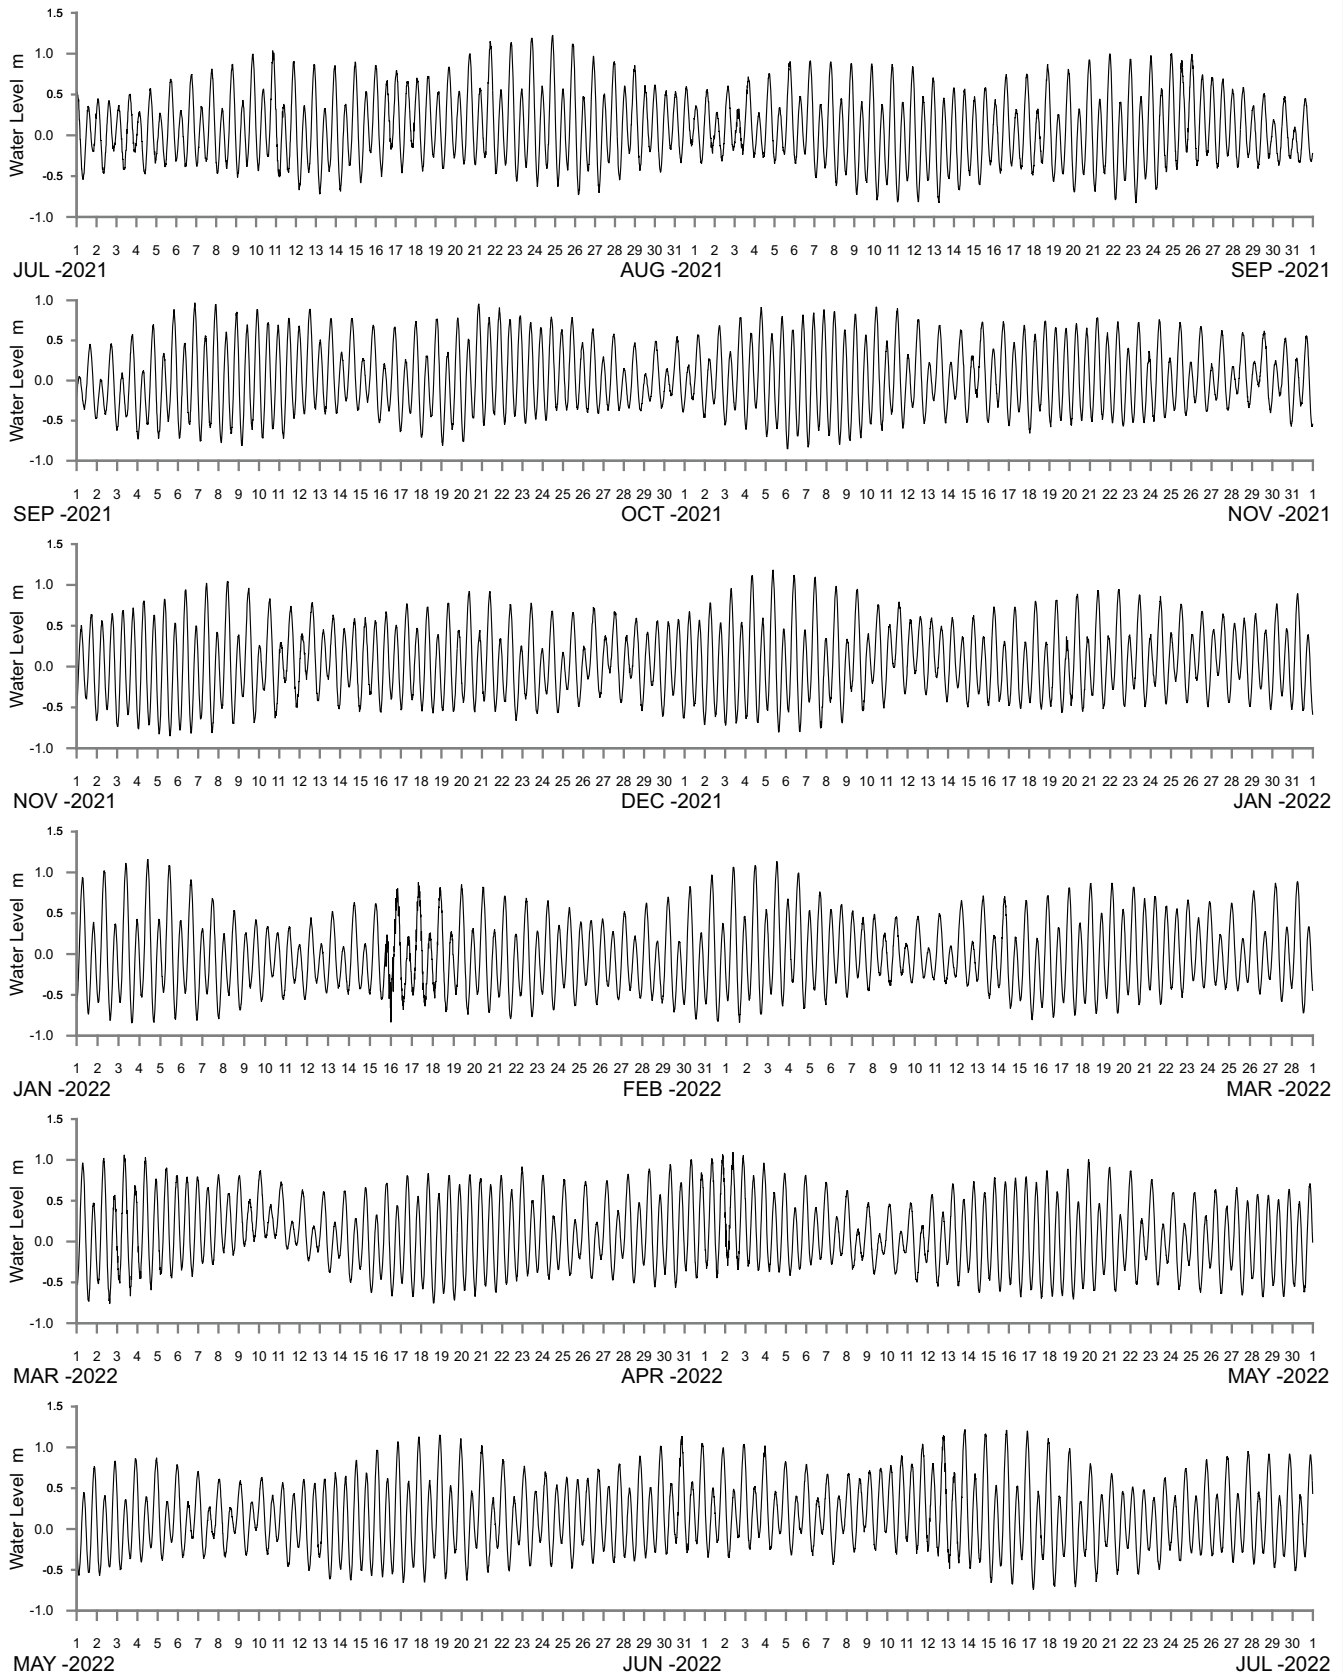 1.5
1.0
0.5
0.0
-0.5
-1.0
Water Level m
1 2 3 4 5 6 7 8 9 10 11 12 13 14 15 16 17 18 19 20 21 22 23 24 25 26 27 28 29 30 31 1 2 3 4 5 6 7 8 9 10 11 12 13 14 15 16 17 18 19 20 21 22 23 24 25 26 27 28 29 30 31 1
JUL -2021 AUG -2021 SEP -2021
1.0
0.5
0.0
-0.5
-1.0
Water Level m
1 2 3 4 5 6 7 8 9 10 11 12 13 14 15 16 17 18 19 20 21 22 23 24 25 26 27 28 29 30 1 2 3 4 5 6 7 8 9 10 11 12 13 14 15 16 17 18 19 20 21 22 23 24 25 26 27 28 29 30 31 1
SEP -2021 OCT -2021 NOV -2021
1.5
1.0
0.5
0.0
-0.5
-1.0
Water Level m
1 2 3 4 5 6 7 8 9 10 11 12 13 14 15 16 17 18 19 20 21 22 23 24 25 26 27 28 29 30 1 2 3 4 5 6 7 8 9 10 11 12 13 14 15 16 17 18 19 20 21 22 23 24 25 26 27 28 29 30 31 1
NOV -2021 DEC -2021 JAN -2022
1.5
1.0
0.5
0.0
-0.5
-1.0
Water Level m
1 2 3 4 5 6 7 8 9 10 11 12 13 14 15 16 17 18 19 20 21 22 23 24 25 26 27 28 29 30 31 1 2 3 4 5 6 7 8 9 10 11 12 13 14 15 16 17 18 19 20 21 22 23 24 25 26 27 28 1
JAN -2022 FEB -2022 MAR -2022
1.5
1.0
0.5
0.0
-0.5
-1.0
Water Level m
1 2 3 4 5 6 7 8 9 10 11 12 13 14 15 16 17 18 19 20 21 22 23 24 25 26 27 28 29 30 31 1 2 3 4 5 6 7 8 9 10 11 12 13 14 15 16 17 18 19 20 21 22 23 24 25 26 27 28 29 30 1
MAR -2022 APR -2022 MAY -2022
1.5
1.0
0.5
0.0
-0.5
-1.0
Water Level m
1 2 3 4 5 6 7 8 9 10 11 12 13 14 15 16 17 18 19 20 21 22 23 24 25 26 27 28 29 30 31 1 2 3 4 5 6 7 8 9 10 11 12 13 14 15 16 17 18 19 20 21 22 23 24 25 26 27 28 29 30 1
MAY -2022 JUN -2022 JUL -2022